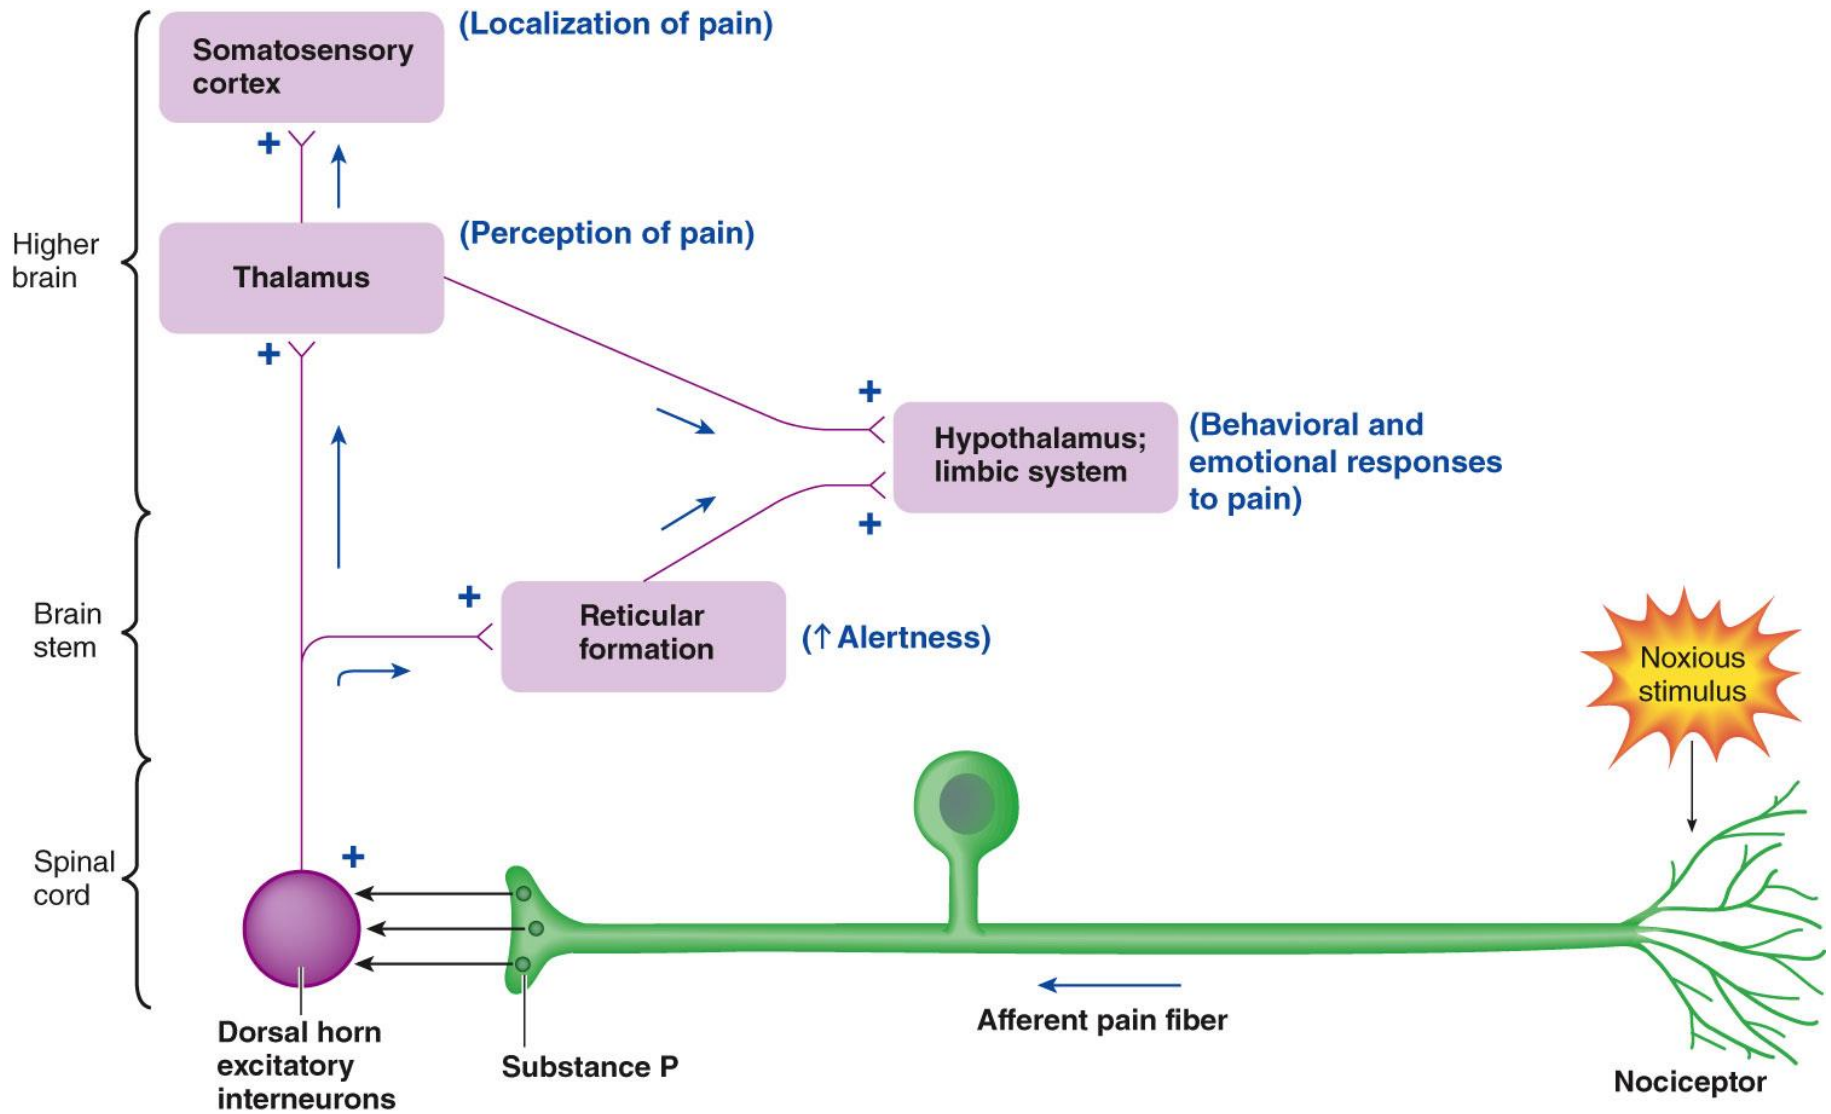 (Localization of pain)
Somatosensory
cortex
+
Higher
brain
(Perception of pain)
Thalamus
+
+
Hypothalamus;
limbic system
(Behavioral and
emotional responses
to pain)
+
Brain
stem
+
Reticular
formation
(↑ Alertness)
Noxious
stimulus
Spinal
cord
+
Dorsal horn
excitatory
interneurons
Substance P
Afferent pain fiber
Nociceptor